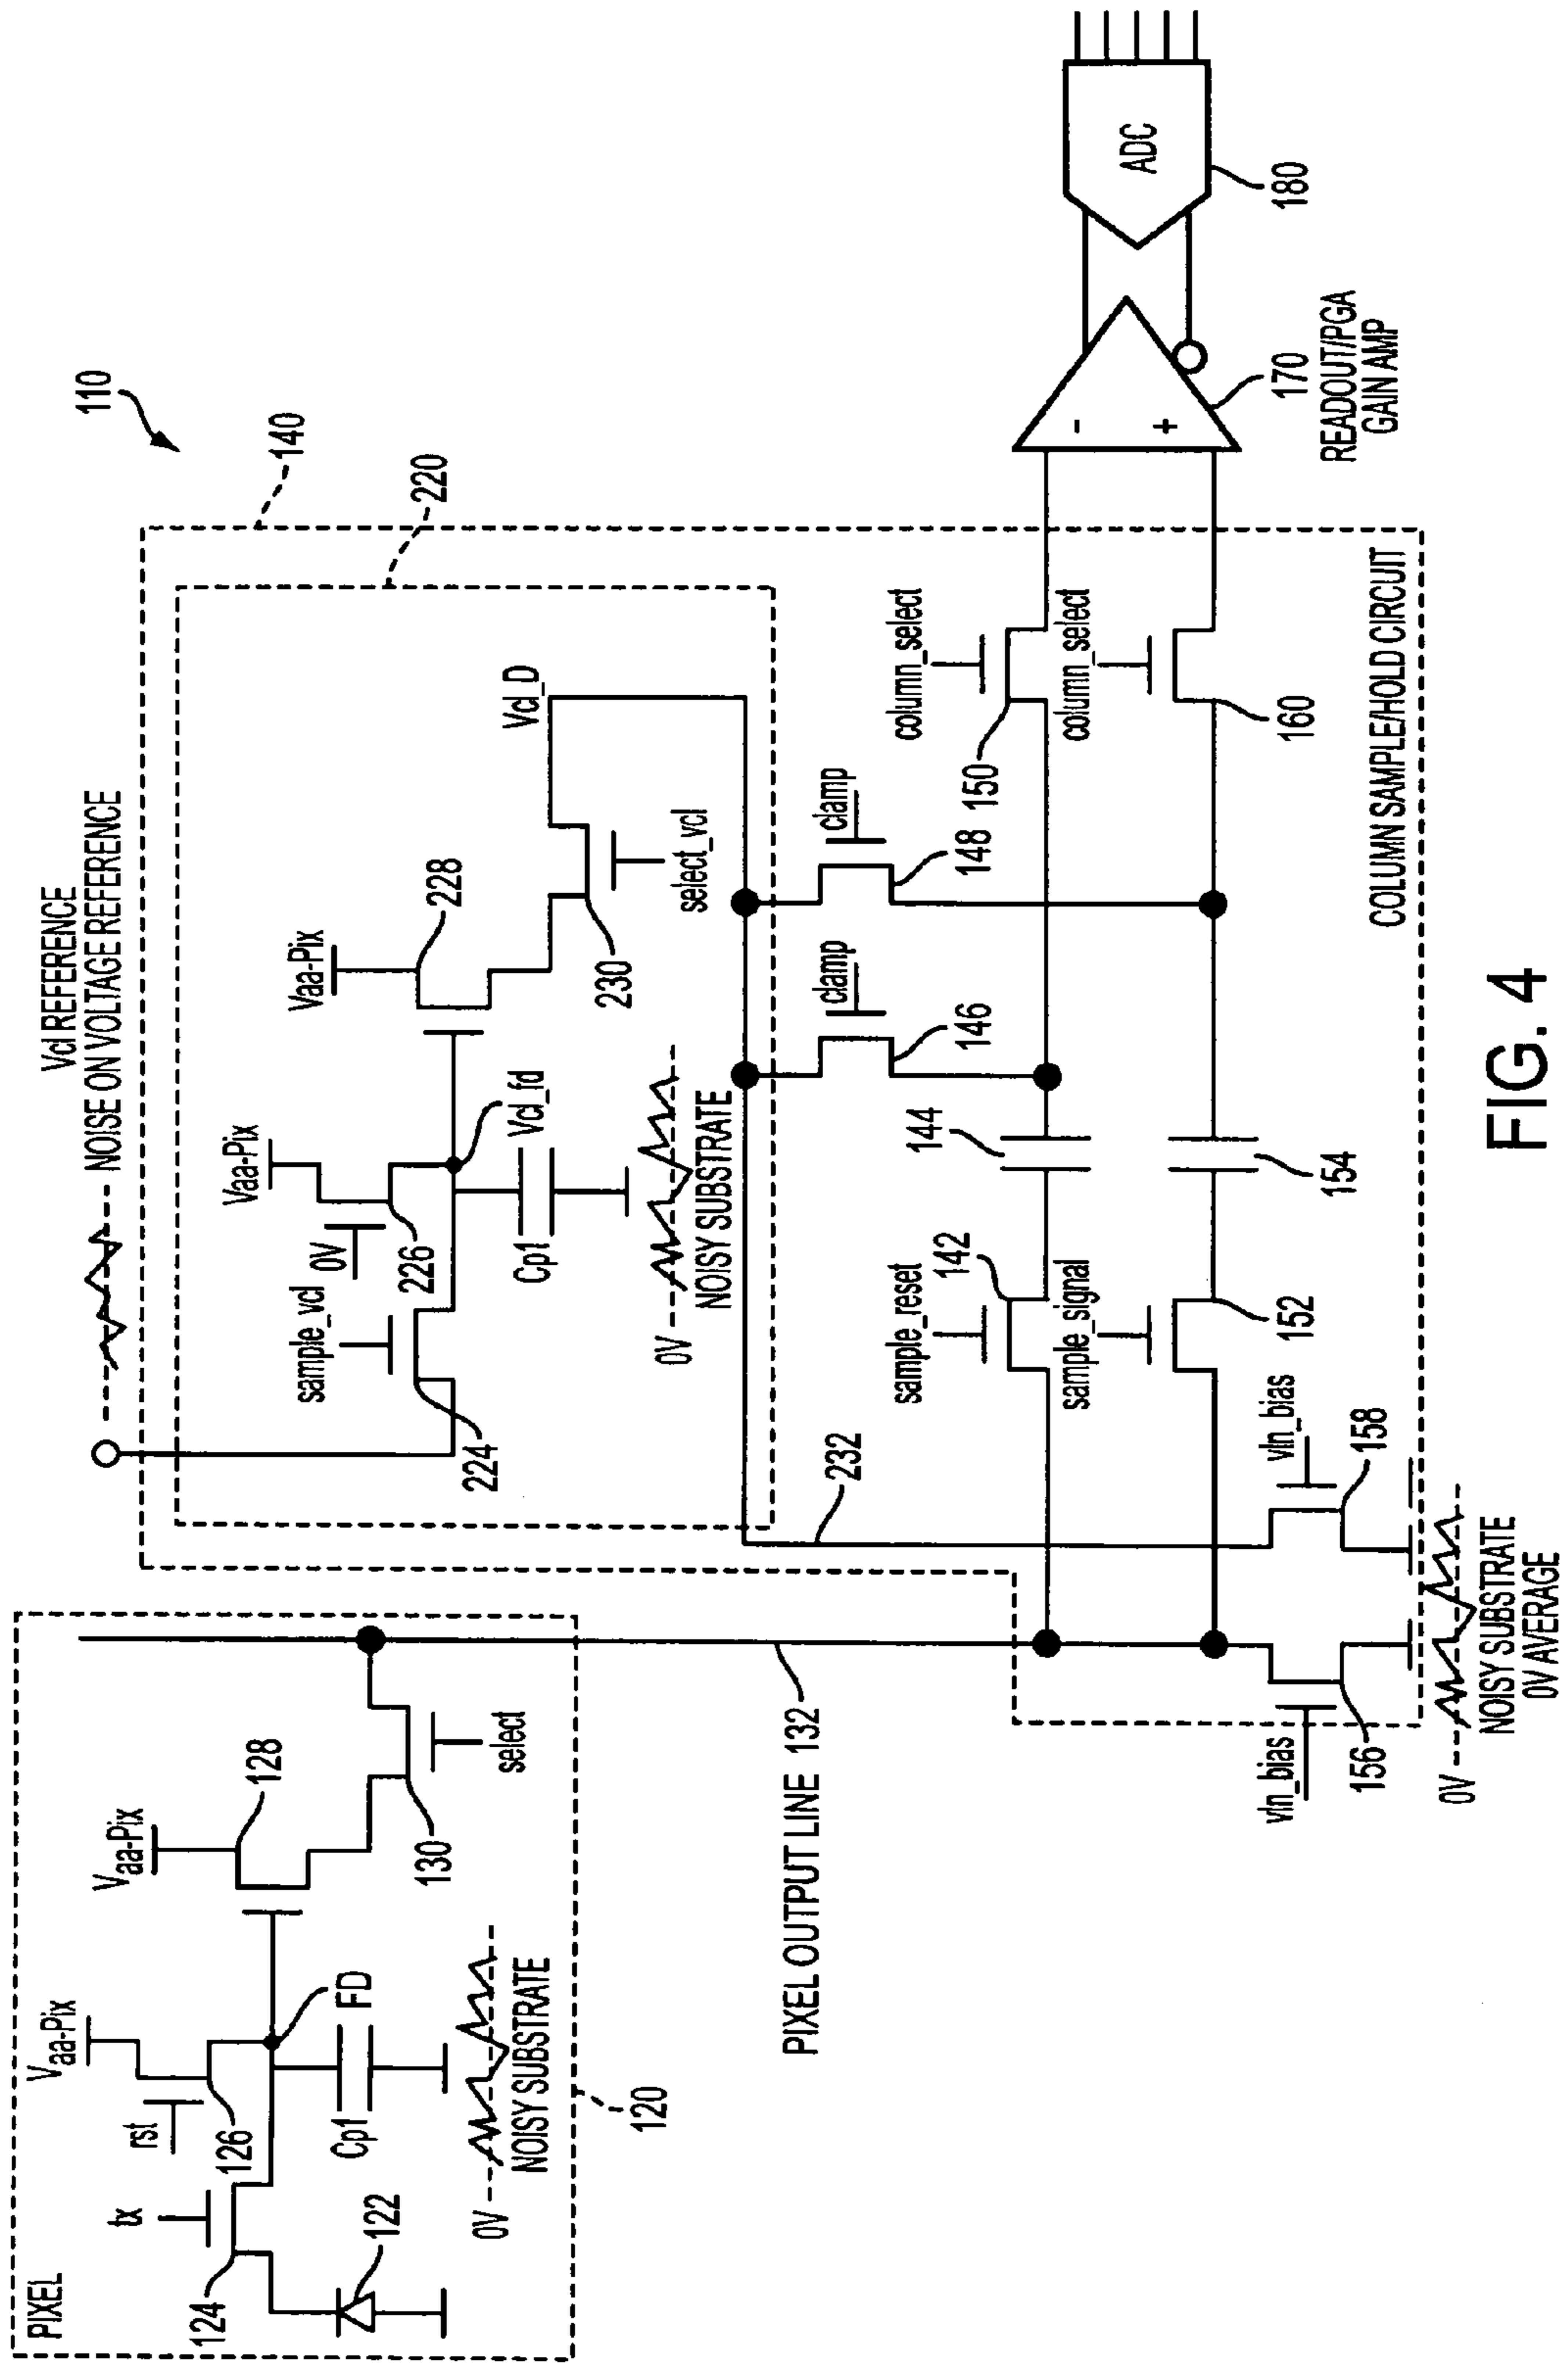 110
Vcl REFERENCE
NOISE ON VOLTAGE REFERENCE
140
220
PIXEL
tx
124
122
rst
Vaa-Pix
126
Cp1
FD
0V
NOISY SUBSTRATE
Vaa-Pix
128
130
select
120
sample_vcl
224
0V
Vaa-Pix
226
Cp1
Vcl_fd
0V
NOISY SUBSTRATE
Vaa-Pix
228
230
select_vcl
Vcl_D
PIXEL OUTPUT LINE 132
232
sample_reset
142
144
clamp
146
clamp
148
column_select
150
sample_signal
152
154
column_select
160
vln_bias
156
vln_bias
158
0V
NOISY SUBSTRATE
0V AVERAGE
COLUMN SAMPLE/HOLD CIRCUIT
-
+
170
READOUT/PGA
GAIN AMP
ADC
180
FIG. 4